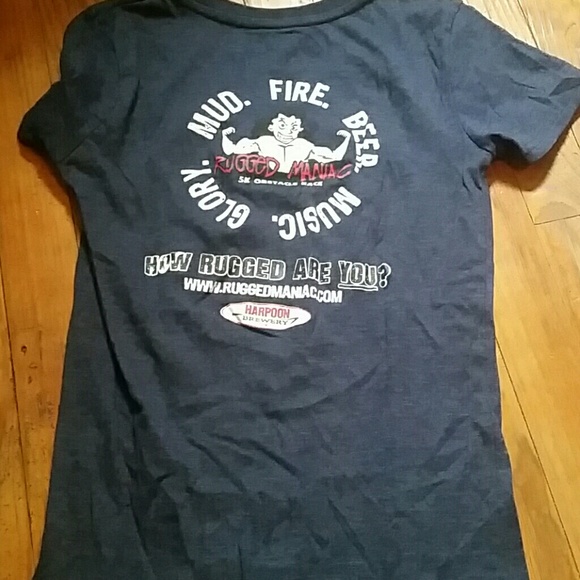 MUD. FIRE. BEER. MUSIC. GLORY.
RUGGED MANIAC
5K OBSTACLE RACE
HOW RUGGED ARE YOU?
WWW.RUGGEDMANIAC.COM
HARPOON
BREWERY